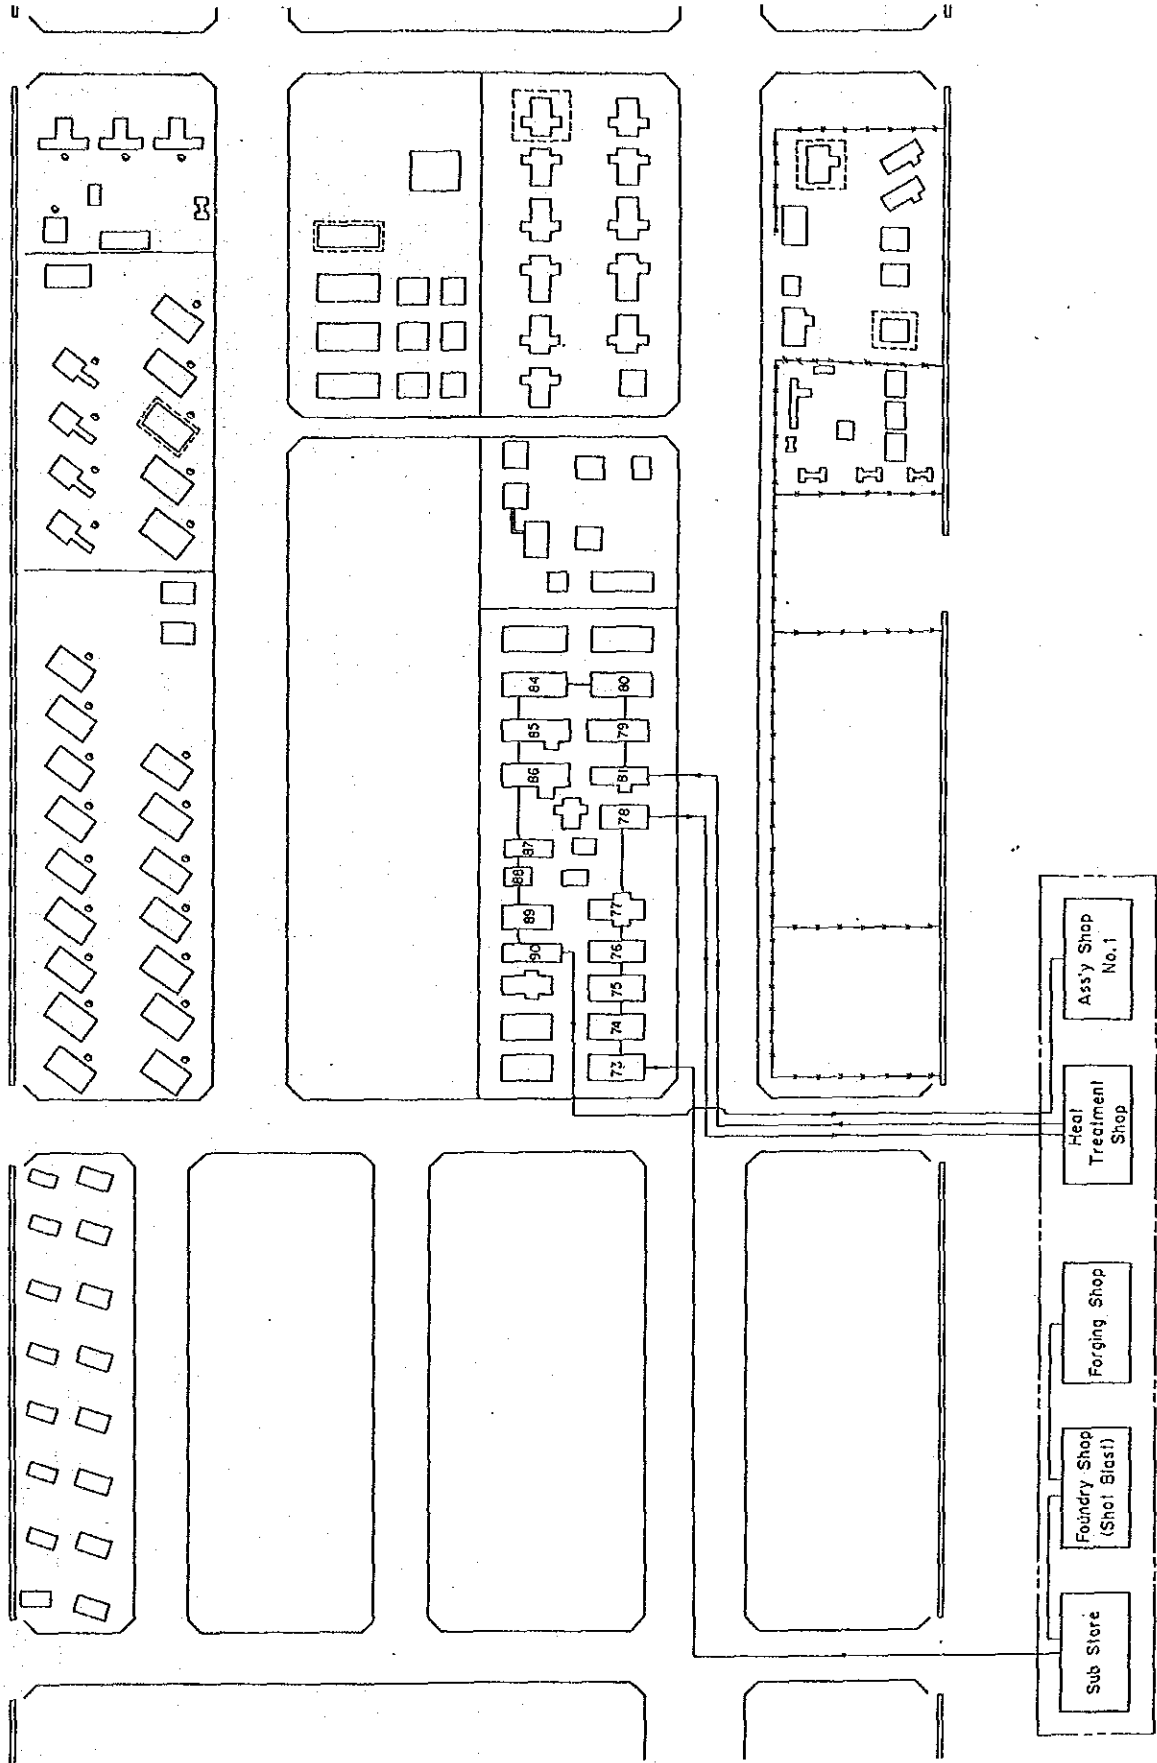 90
89
88
87
86
85
84
73
74
75
76
77
78
81
79
80
Sub Store
Foundry Shop
(Shot Blast)
Forging Shop
Heat
Treatment
Shop
Ass'y Shop
No.1